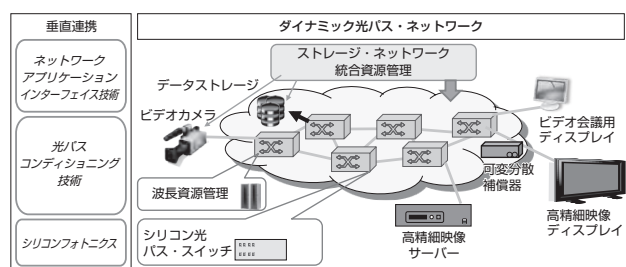 垂直連携
ネットワーク
アプリケーション
インターフェイス技術
光パス
コンディショニング
技術
シリコンフォトニクス
ダイナミック光パス・ネットワーク
ストレージ・ネットワーク
統合資源管理
データストレージ
ビデオカメラ
ビデオ会議用
ディスプレイ
可変分散
補償器
波長資源管理
シリコン光
パス・スイッチ
高精細映像
サーバー
高精細映像
ディスプレイ